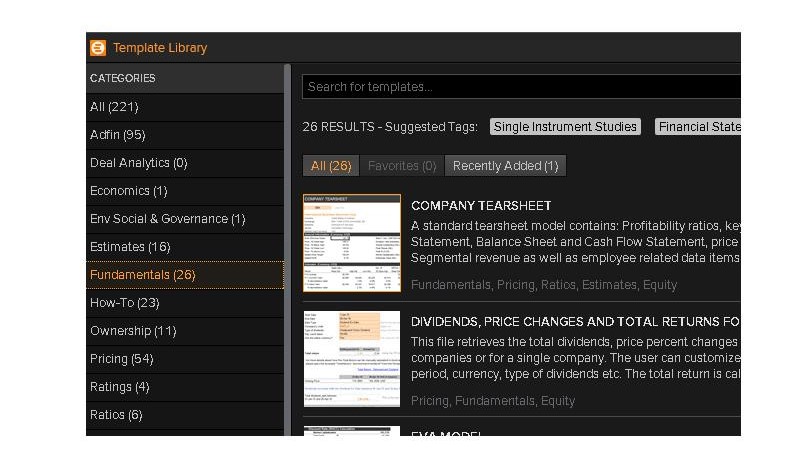 Template Library
CATEGORIES
All (221)
Adfin (95)
Deal Analytics (0)
Economics (1)
Env Social & Governance (1)
Estimates (16)
Fundamentals (26)
How-To (23)
Ownership (11)
Pricing (54)
Ratings (4)
Ratios (6)
Search for templates...
26 RESULTS - Suggested Tags: Single Instrument Studies Financial State
All (26) Favorites (0) Recently Added (1)
COMPANY TEARSHEET
A standard tearsheet model contains: Profitability ratios, key
Statement, Balance Sheet and Cash Flow Statement, price
Segmental revenue as well as employee related data items
Fundamentals, Pricing, Ratios, Estimates, Equity
DIVIDENDS, PRICE CHANGES AND TOTAL RETURNS FO
This file retrieves the total dividends, price percent changes
companies or for a single company. The user can customize
period, currency, type of dividends etc. The total return is cal
Pricing, Fundamentals, Equity
EVA MODEL